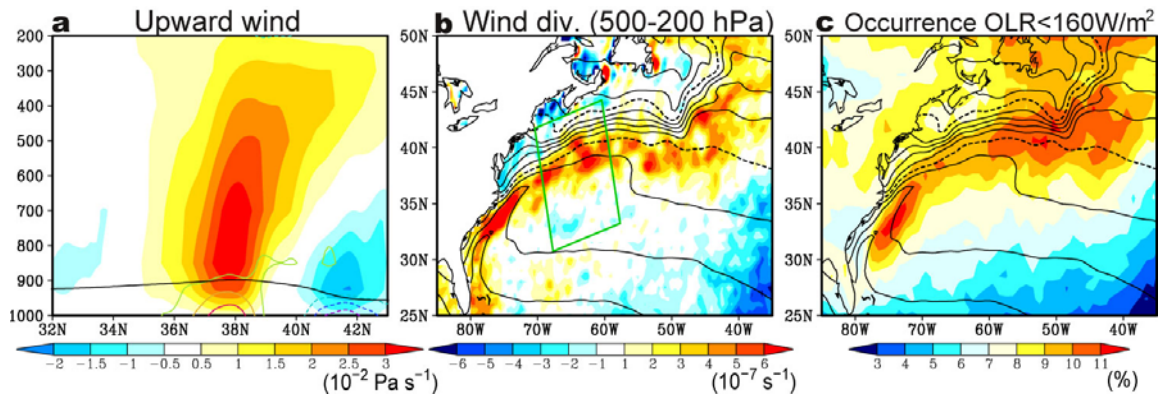 a Upward wind
200
300
400
500
600
700
800
900
1000
32N 34N 36N 38N 40N 42N
−2 −1.5 −1 −0.5 0.5 1 1.5 2 2.5 3
(10⁻² Pa s⁻¹)
b Wind div. (500-200 hPa)
50N
45N
40N
35N
30N
25N
80W 70W 60W 50W 40W
−6 −5 −4 −3 −2 −1 1 2 3 4 5 6
(10⁻⁷ s⁻¹)
c Occurrence OLR<160W/m²
50N
45N
40N
35N
30N
25N
80W 70W 60W 50W 40W
3 4 5 6 7 8 9 10 11
(%)